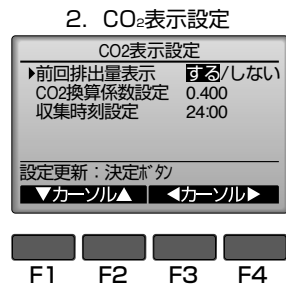 2. CO₂表示設定
CO2表示設定
▶前回排出量表示 する/しない
CO2換算係数設定 0.400
収集時刻設定 24:00
設定更新：決定ﾎﾞﾀﾝ
▼カーソル▲ ◀カーソル▶
F1 F2 F3 F4